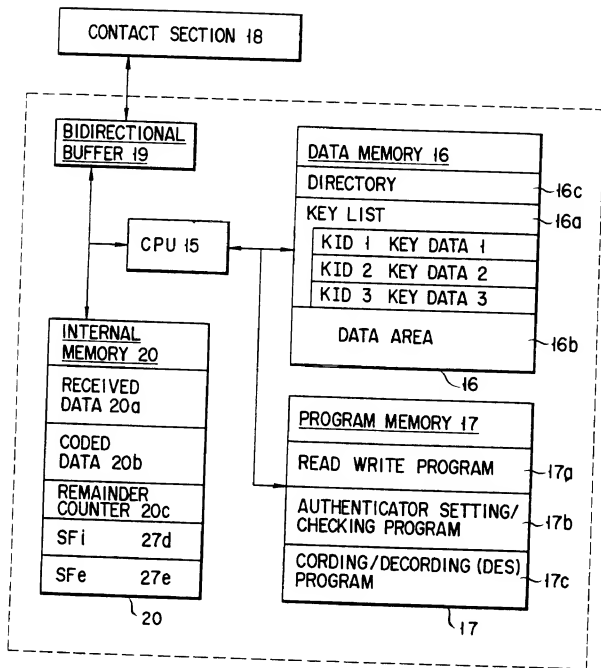 CONTACT SECTION 18
BIDIRECTIONAL
BUFFER 19
CPU 15
DATA MEMORY 16
DIRECTORY
16c
KEY LIST
16a
KID 1 KEY DATA 1
KID 2 KEY DATA 2
KID 3 KEY DATA 3
DATA AREA
16b
16
INTERNAL
MEMORY 20
RECEIVED
DATA 20a
CODED
DATA 20b
REMAINDER
COUNTER 20c
SFi 27d
SFe 27e
20
PROGRAM MEMORY 17
READ WRITE PROGRAM
17a
AUTHENTICATOR SETTING/
CHECKING PROGRAM
17b
CORDING/DECORDING (DES)
PROGRAM
17c
17